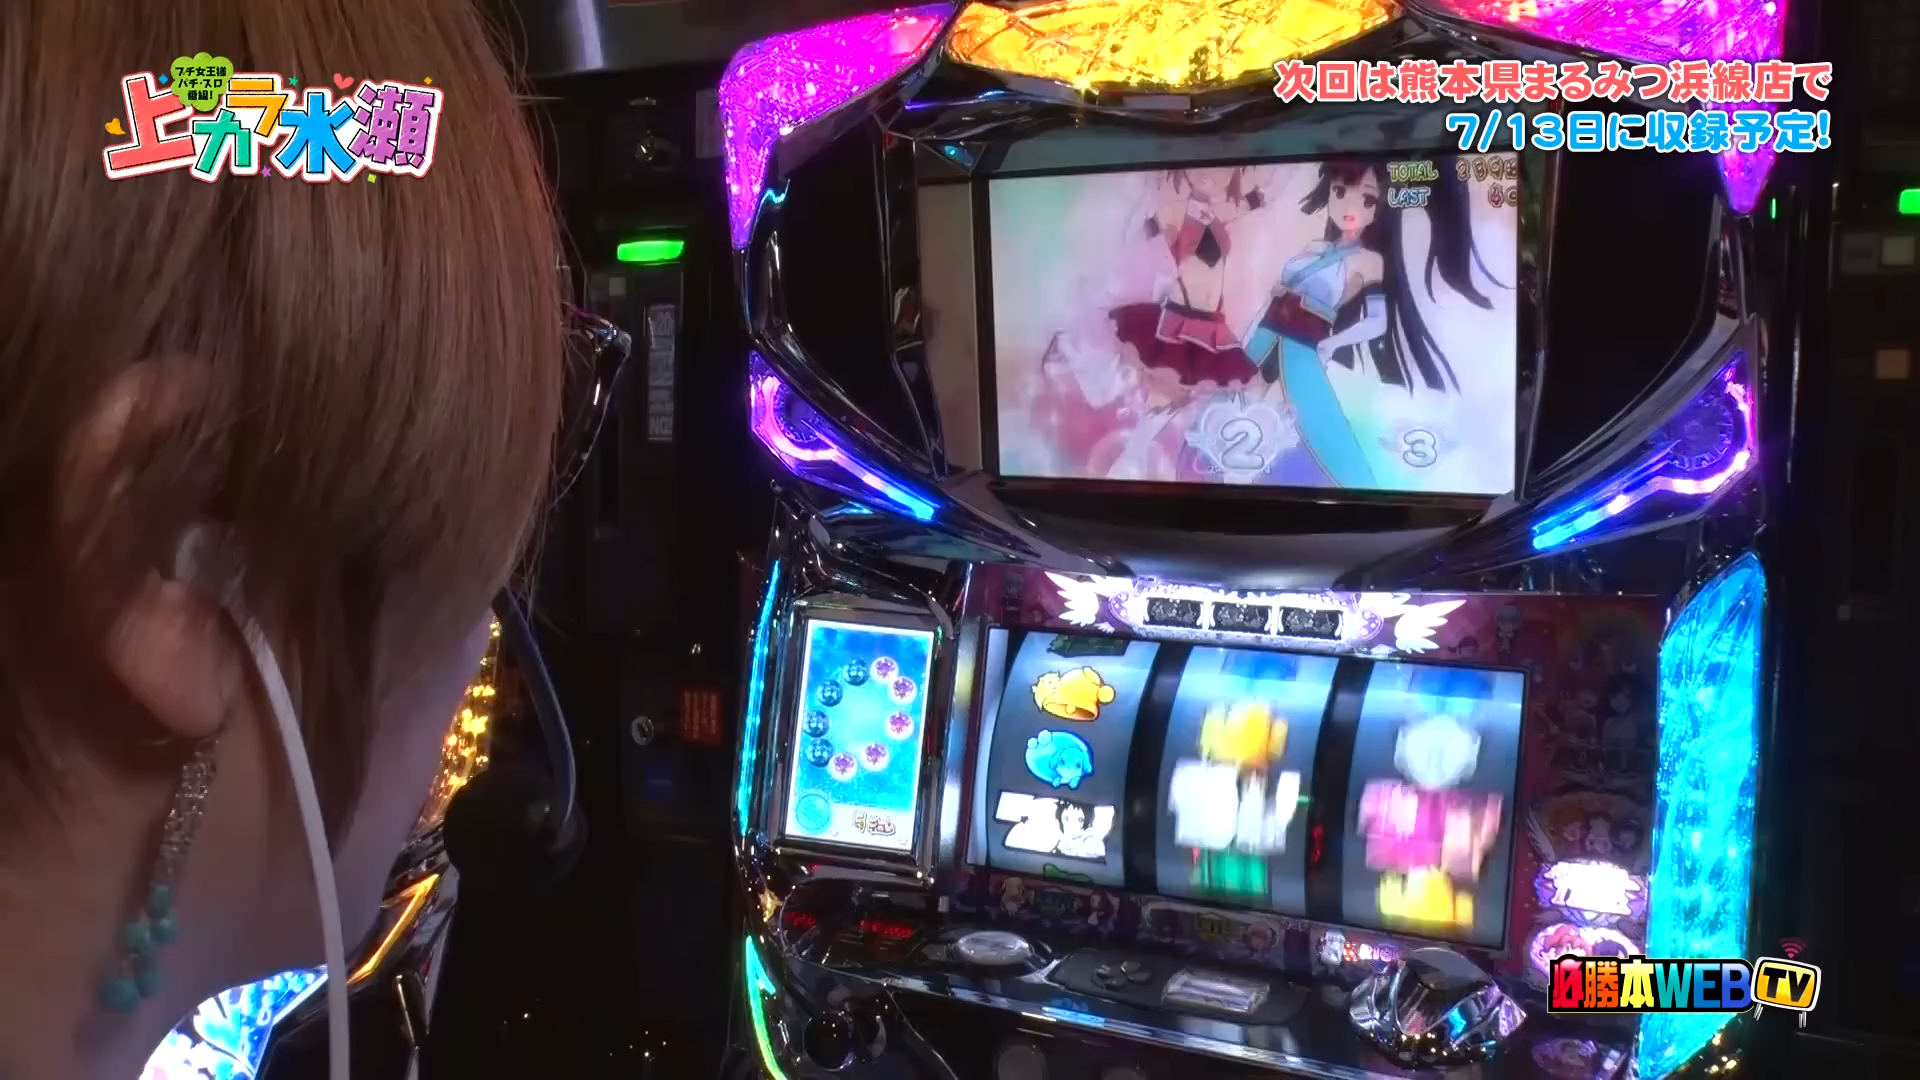 プチ女王様
パチ・スロ
番組!
上カラ水瀬
次回は熊本県まるみつ浜線店で
7/13日に収録予定!
TOTAL
LAST
2
3
7
必勝本WEB TV